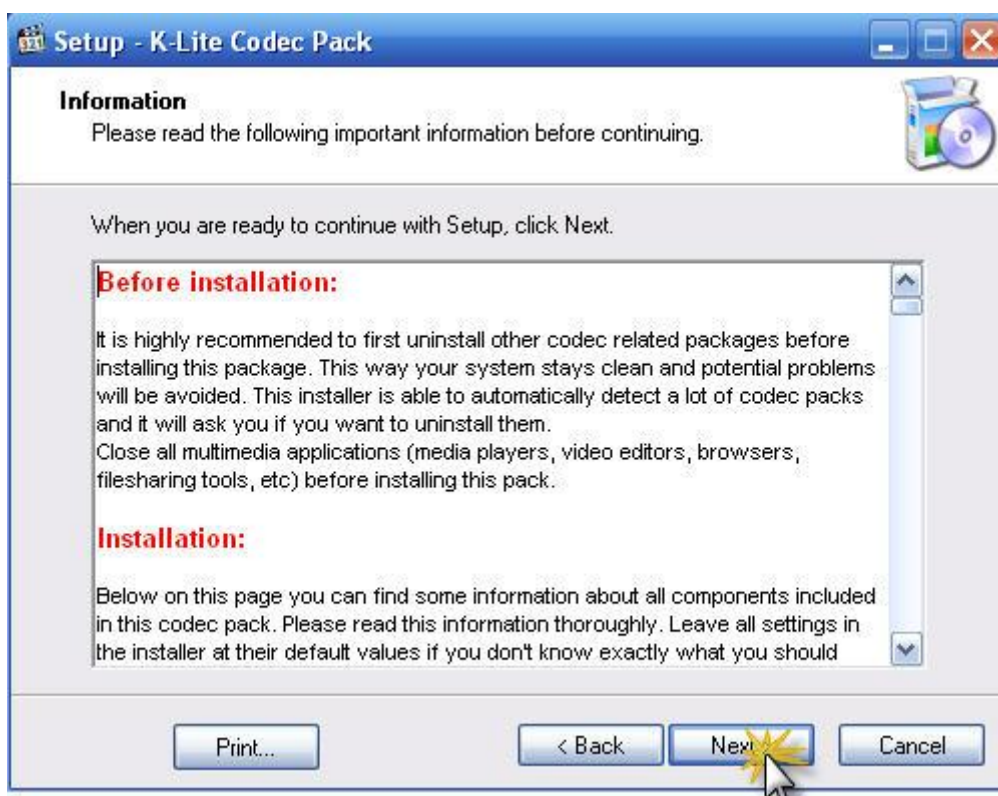 Setup - K-Lite Codec Pack
Information
Please read the following important information before continuing.
When you are ready to continue with Setup, click Next.
Before installation:
It is highly recommended to first uninstall other codec related packages before
installing this package. This way your system stays clean and potential problems
will be avoided. This installer is able to automatically detect a lot of codec packs
and it will ask you if you want to uninstall them.
Close all multimedia applications (media players, video editors, browsers,
filesharing tools, etc) before installing this pack.
Installation:
Below on this page you can find some information about all components included
in this codec pack. Please read this information thoroughly. Leave all settings in
the installer at their default values if you don't know exactly what you should
Print...
< Back
Next
Cancel